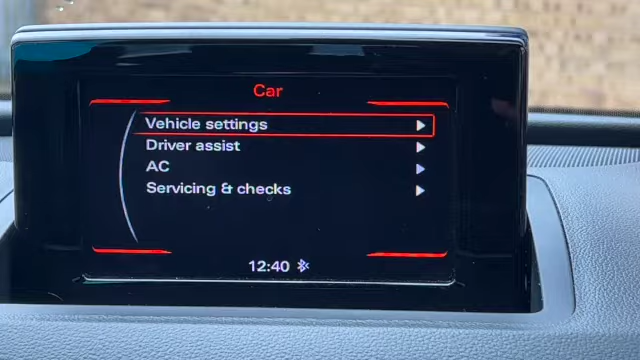 Car
Vehicle settings
Driver assist
AC
Servicing & checks
12:40